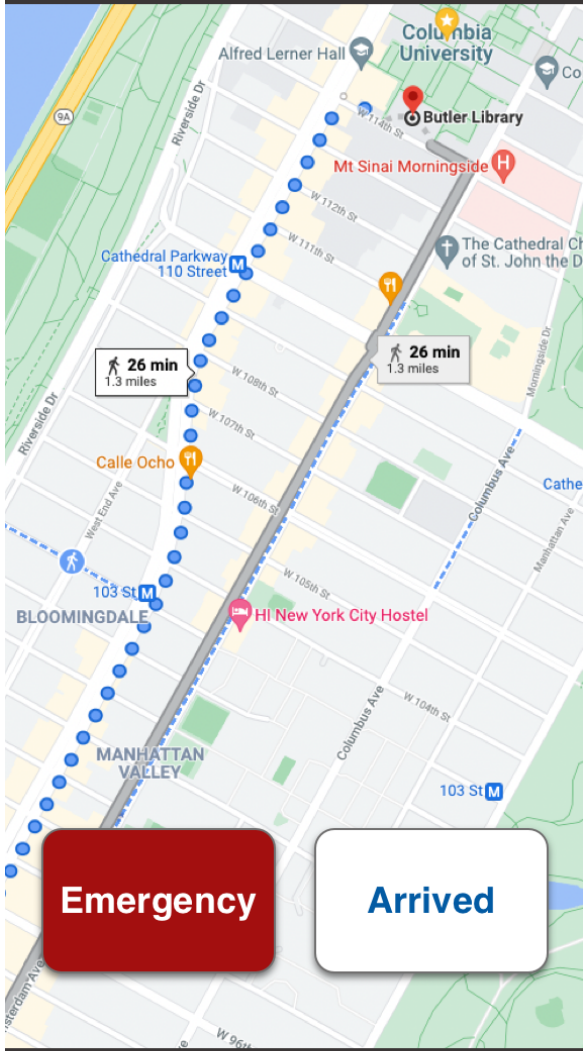 Columbia
University
Alfred Lerner Hall
Co
9A
Riverside Dr
Butler Library
W 114th St
Mt Sinai Morningside
H
W 112th St
The Cathedral Ch
of St. John the D
W 111th St
Cathedral Parkway
110 Street
M
26 min
1.3 miles
26 min
1.3 miles
Morningside Dr
W 108th St
Riverside Dr
W 107th St
Calle Ocho
Columbus Ave
Cathe
West End Ave
W 106th St
Manhattan Ave
103 St
M
W 105th St
BLOOMINGDALE
HI New York City Hostel
W 104th St
Columbus Ave
MANHATTAN
VALLEY
103 St
M
Emergency
Arrived
sterdam Ave
W 96th